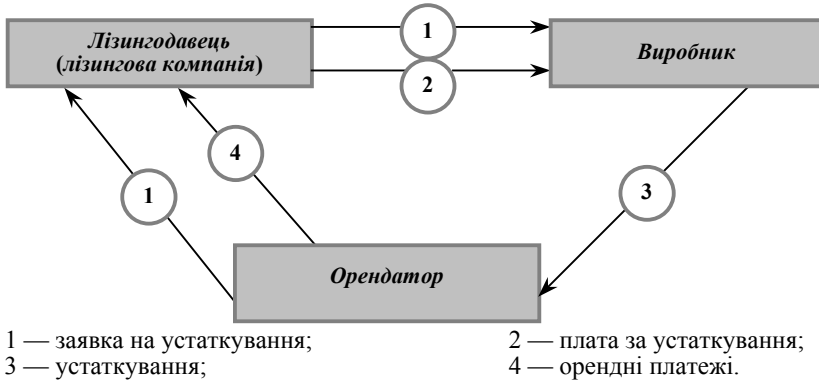 Лізингодавець
(лізингова компанія)
1
2
Виробник
1
4
3
Орендатор
1 — заявка на устаткування;
2 — плата за устаткування;
3 — устаткування;
4 — орендні платежі.